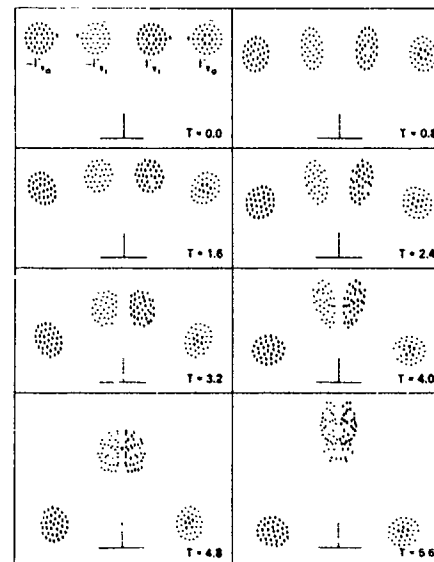 -Γv₀ -Γv₁ Γv₁ Γv₀
T = 0.0
T = 0.8
T = 1.6
T = 2.4
T = 3.2
T = 4.0
T = 4.8
T = 5.6